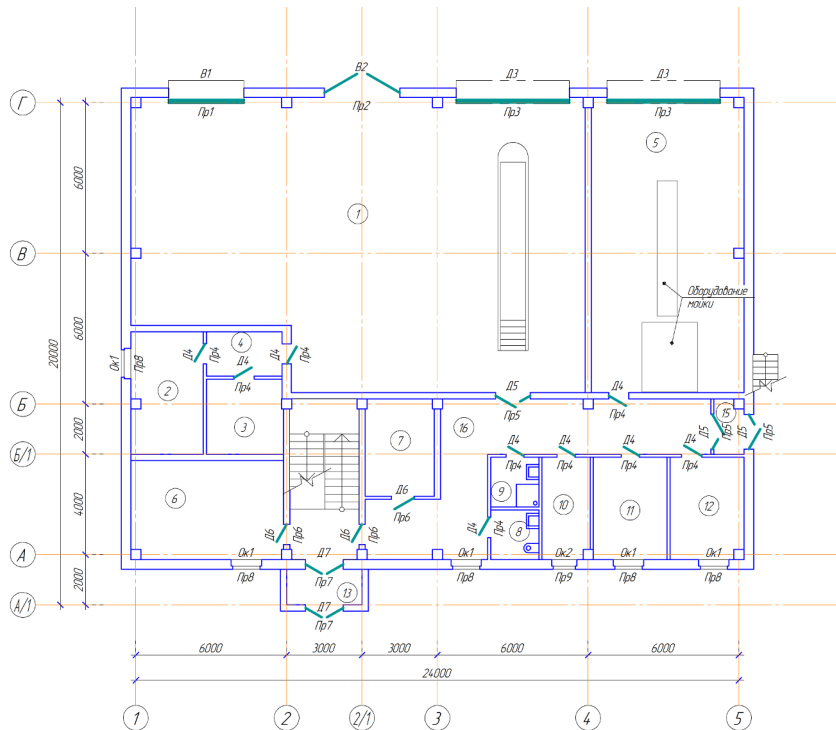 В1
В2
Д3
Д3
Г
Пр1
Пр2
Пр3
Пр3
5
6000
1
В
Оборудование
мойки
20000
6000
4
Д4
Пр4
Д4
Пр4
Ок1
Пр8
Д4
Пр4
2
Д5
Д4
Б
Пр5
Пр4
15
2000
3
7
16
Д5
Пр5
Д5
Пр5
Д4
Д4
Д4
Д4
Б/1
Пр4
Пр4
Пр4
Пр4
6
Д6
Пр6
9
10
11
12
4000
Д6
Пр6
Д6
Пр6
Д4
Пр4
8
А
Ок1
Д7
Ок1
Ок2
Ок1
Ок1
Пр8
Пр7
Пр8
Пр9
Пр8
Пр8
2000
13
А/1
Д7
Пр7
6000
3000
3000
6000
6000
24000
1
2
2/1
3
4
5